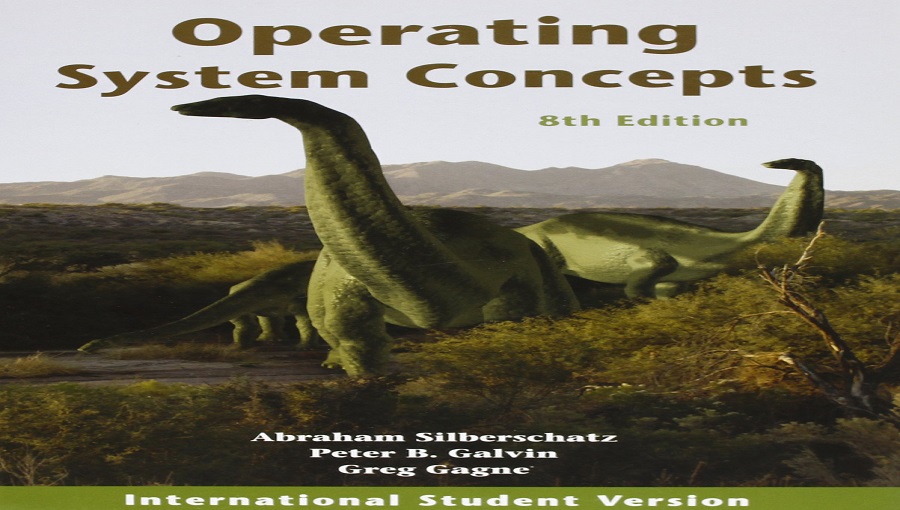 Operating
System Concepts
8th Edition
Abraham Silberschatz
Peter B. Galvin
Greg Gagne
International Student Version